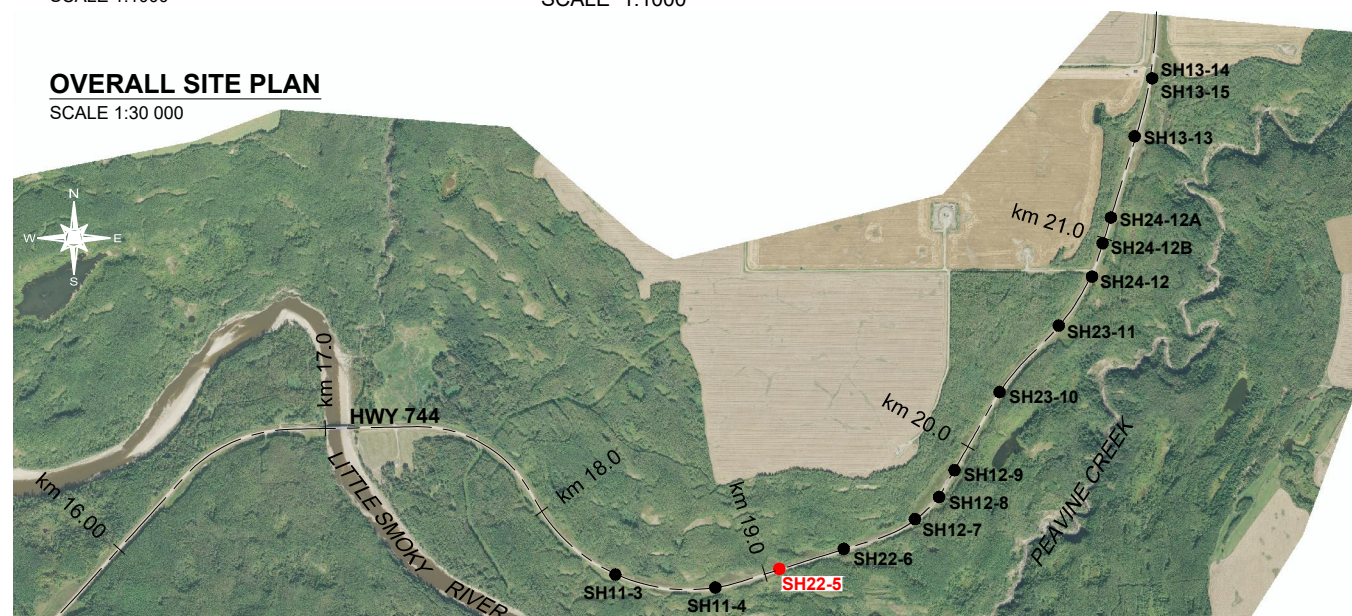 SCALE 1:1000
OVERALL SITE PLAN
SCALE 1:30 000
N
W
E
S
SH13-14
SH13-15
SH13-13
km 21.0
SH24-12A
SH24-12B
SH24-12
SH23-11
km 17.0
SH23-10
HWY 744
km 20.0
PEAVINE CREEK
km 18.0
km 16.00
LITTLE SMOKY RIVER
SH12-9
SH12-8
SH12-7
km 19.0
SH22-6
SH22-5
SH11-3
SH11-4